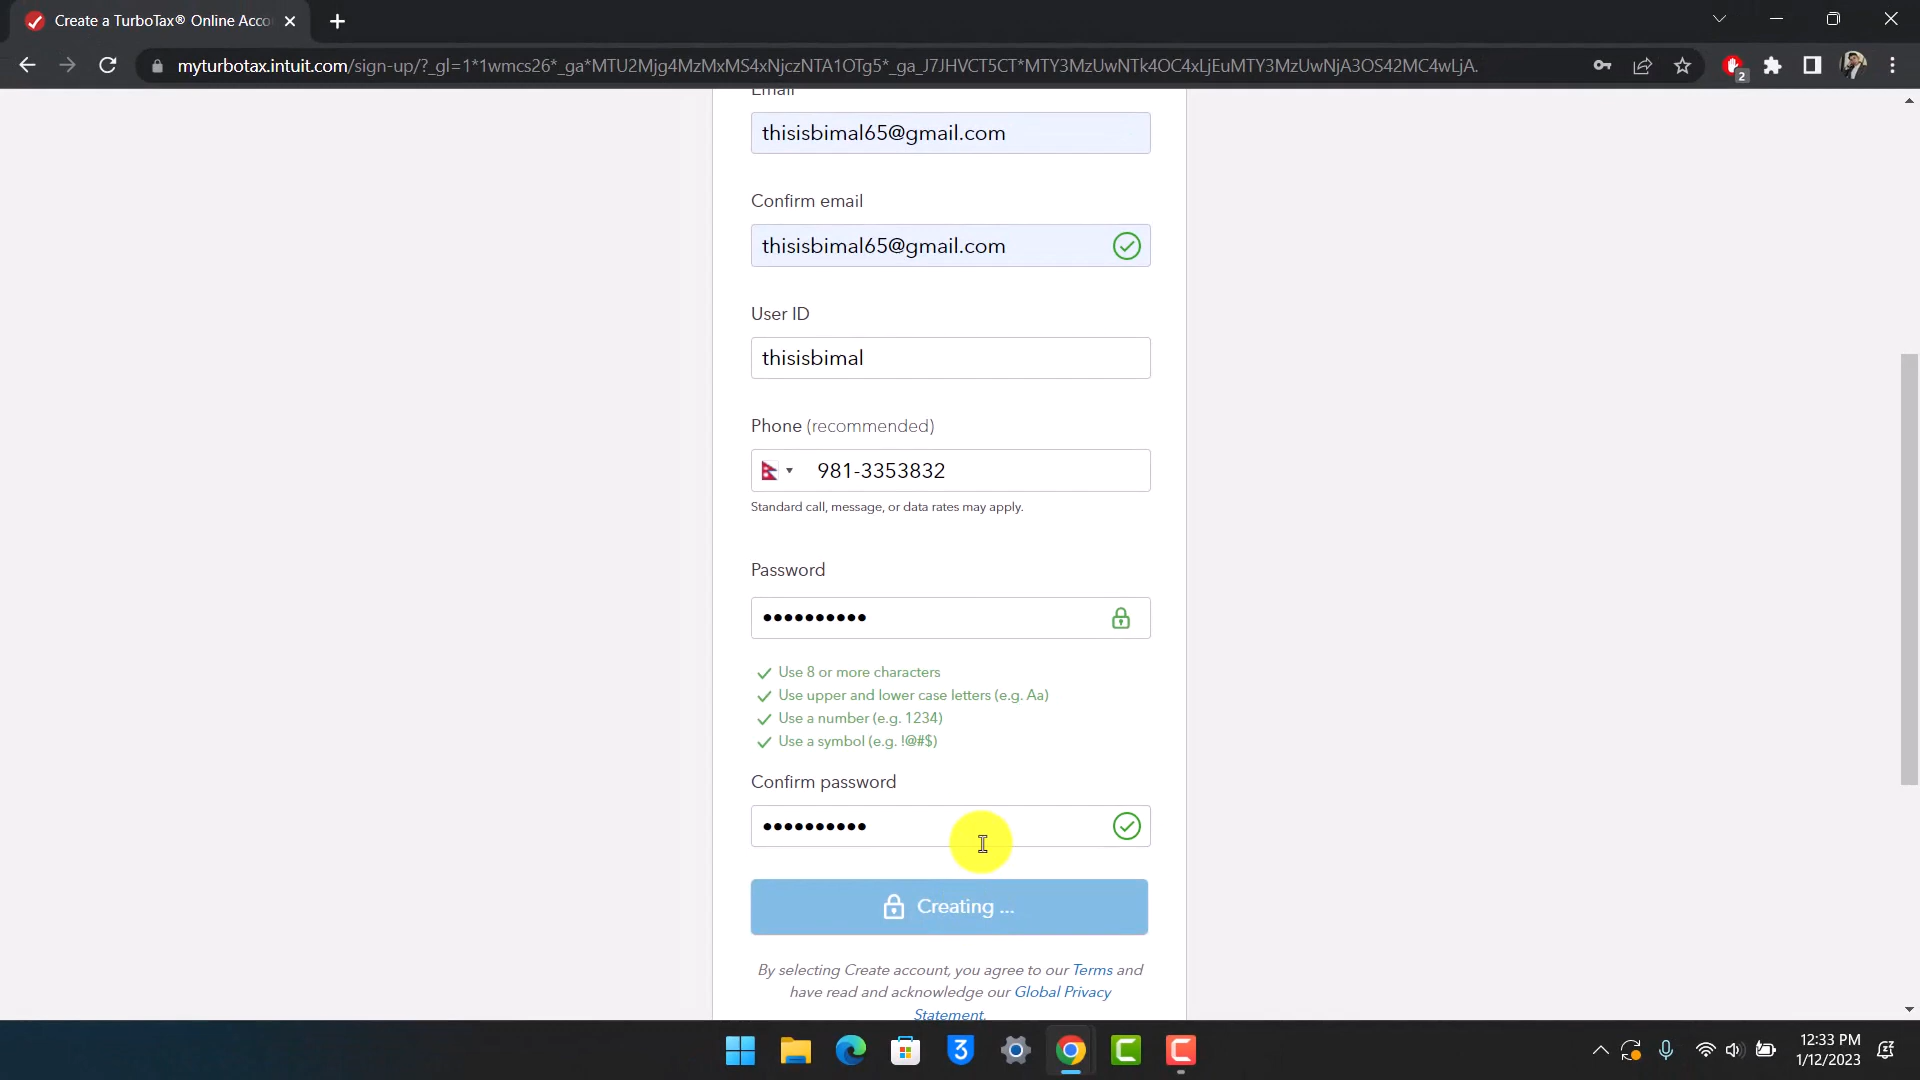 Create a TurboTax® Online Acco
myturbotax.intuit.com/sign-up/?_gl=1*1wmcs26*_ga*MTU2Mjg4MzMxMS4xNjczNTA1OTg5*_ga_J7JHVCT5CT*MTY3MzUwNTk4OC4xLjEuMTY3MzUwNjA3OS42MC4wLjA.
2
Email
thisisbimal65@gmail.com
Confirm email
thisisbimal65@gmail.com
User ID
thisisbimal
Phone (recommended)
981-3353832
Standard call, message, or data rates may apply.
Password
••••••••••
Use 8 or more characters
Use upper and lower case letters (e.g. Aa)
Use a number (e.g. 1234)
Use a symbol (e.g. !@#$)
Confirm password
••••••••••
Creating ...
By selecting Create account, you agree to our Terms and
have read and acknowledge our Global Privacy
Statement.
3
12:33 PM
1/12/2023